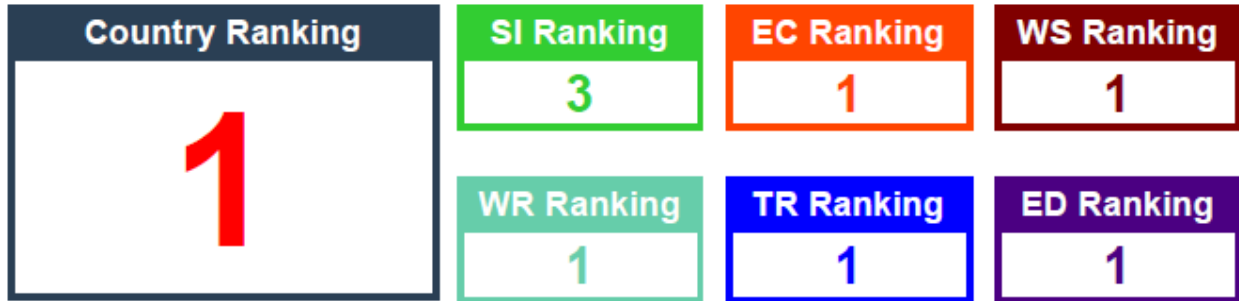 Country Ranking
1
SI Ranking
3
EC Ranking
1
WS Ranking
1
WR Ranking
1
TR Ranking
1
ED Ranking
1